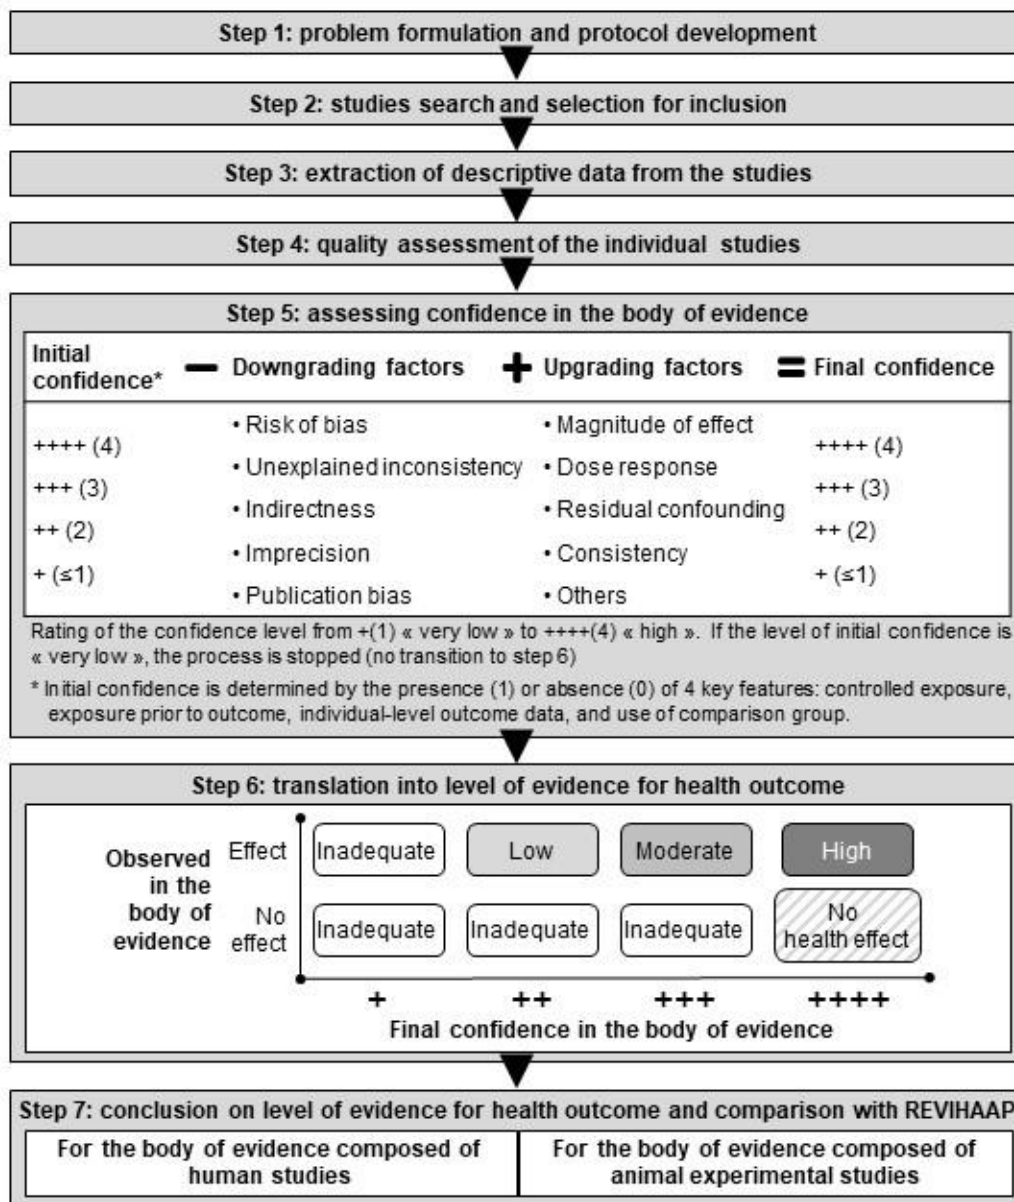 Step 1: problem formulation and protocol development
Step 2: studies search and selection for inclusion
Step 3: extraction of descriptive data from the studies
Step 4: quality assessment of the individual studies
Step 5: assessing confidence in the body of evidence
Initial
confidence* − Downgrading factors + Upgrading factors = Final confidence
++++ (4)
+++ (3)
++ (2)
+ (≤1)
• Risk of bias
• Unexplained inconsistency
• Indirectness
• Imprecision
• Publication bias
• Magnitude of effect
• Dose response
• Residual confounding
• Consistency
• Others
++++ (4)
+++ (3)
++ (2)
+ (≤1)
Rating of the confidence level from +(1) « very low » to ++++(4) « high ». If the level of initial confidence is
« very low », the process is stopped (no transition to step 6)
* Initial confidence is determined by the presence (1) or absence (0) of 4 key features: controlled exposure,
exposure prior to outcome, individual-level outcome data, and use of comparison group.
Step 6: translation into level of evidence for health outcome
Observed
in the
body of
evidence
Effect
Inadequate
Low
Moderate
High
No
effect
Inadequate
Inadequate
Inadequate
No
health effect
+ ++ +++ ++++
Final confidence in the body of evidence
Step 7: conclusion on level of evidence for health outcome and comparison with REVIHAAP
For the body of evidence composed of
human studies
For the body of evidence composed of
animal experimental studies